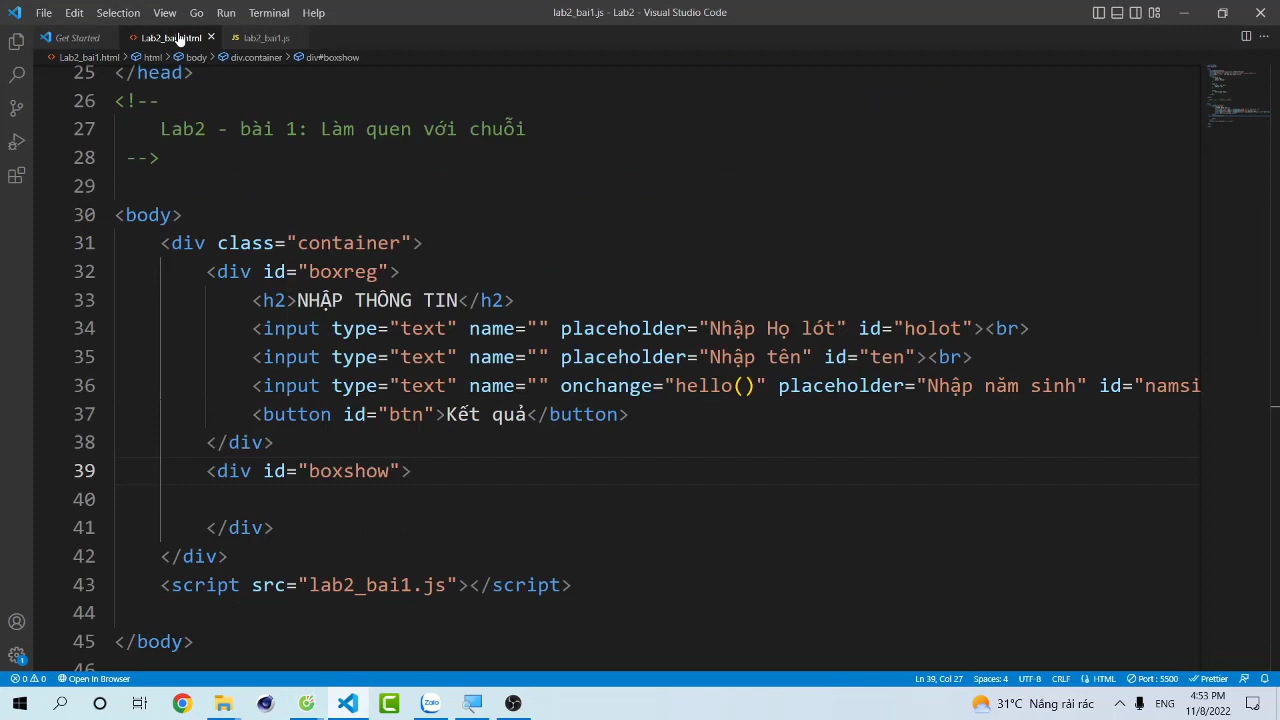 File Edit Selection View Go Run Terminal Help lab2_bai1.js - Lab2 - Visual Studio Code
Get Started Lab2_bai1.html lab2_bai1.js
Lab2_bai1.html > html > body > div.container > div#boxshow
25 </head>
26 <!--
27 Lab2 - bài 1: Làm quen với chuỗi
28 -->
29
30 <body>
31 <div class="container">
32 <div id="boxreg">
33 <h2>NHẬP THÔNG TIN</h2>
34 <input type="text" name="" placeholder="Nhập Họ lót" id="holot"><br>
35 <input type="text" name="" placeholder="Nhập tên" id="ten"><br>
36 <input type="text" name="" onchange="hello()" placeholder="Nhập năm sinh" id="namsi
37 <button id="btn">Kết quả</button>
38 </div>
39 <div id="boxshow">
40
41 </div>
42 </div>
43 <script src="lab2_bai1.js"></script>
44
45 </body>
46
0 0 Open In Browser Ln 39, Col 27 Spaces: 4 UTF-8 CRLF HTML Port : 5500 Prettier
Zalo 31°C Nắng rải rác ENG 4:53 PM
11/8/2022